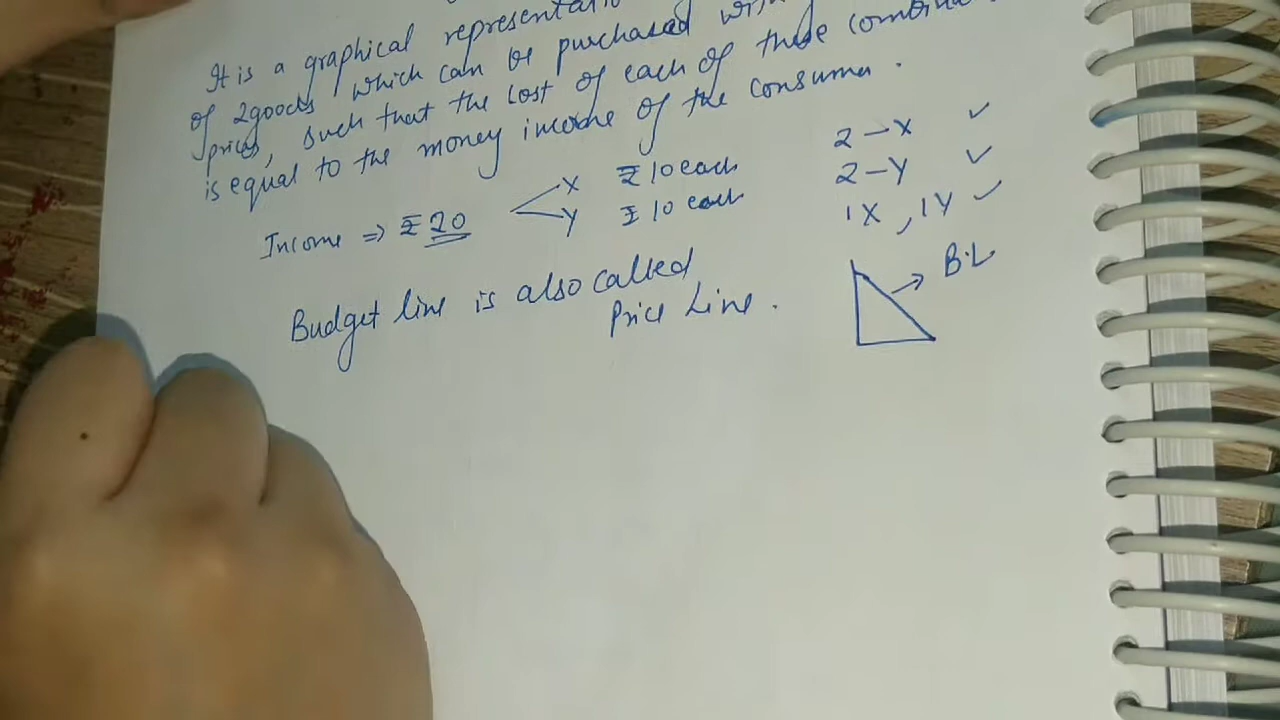 It is a graphical representatio
of 2goods, which can be purchased with
prices, such that the cost of each of these combina
is equal to the money income of the consumer.
Income ⇒ ₹20
X ₹10 each
Y ₹10 each
2 – X ✓
2 – Y ✓
1X , 1Y ✓
Budget line is also called
Price Line.
B.L